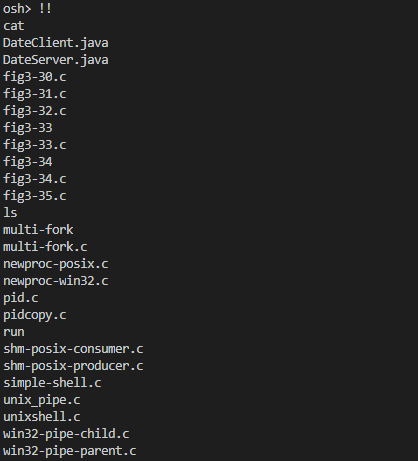 osh> !!
cat
DateClient.java
DateServer.java
fig3-30.c
fig3-31.c
fig3-32.c
fig3-33
fig3-33.c
fig3-34
fig3-34.c
fig3-35.c
ls
multi-fork
multi-fork.c
newproc-posix.c
newproc-win32.c
pid.c
pidcopy.c
run
shm-posix-consumer.c
shm-posix-producer.c
simple-shell.c
unix_pipe.c
unixshell.c
win32-pipe-child.c
win32-pipe-parent.c